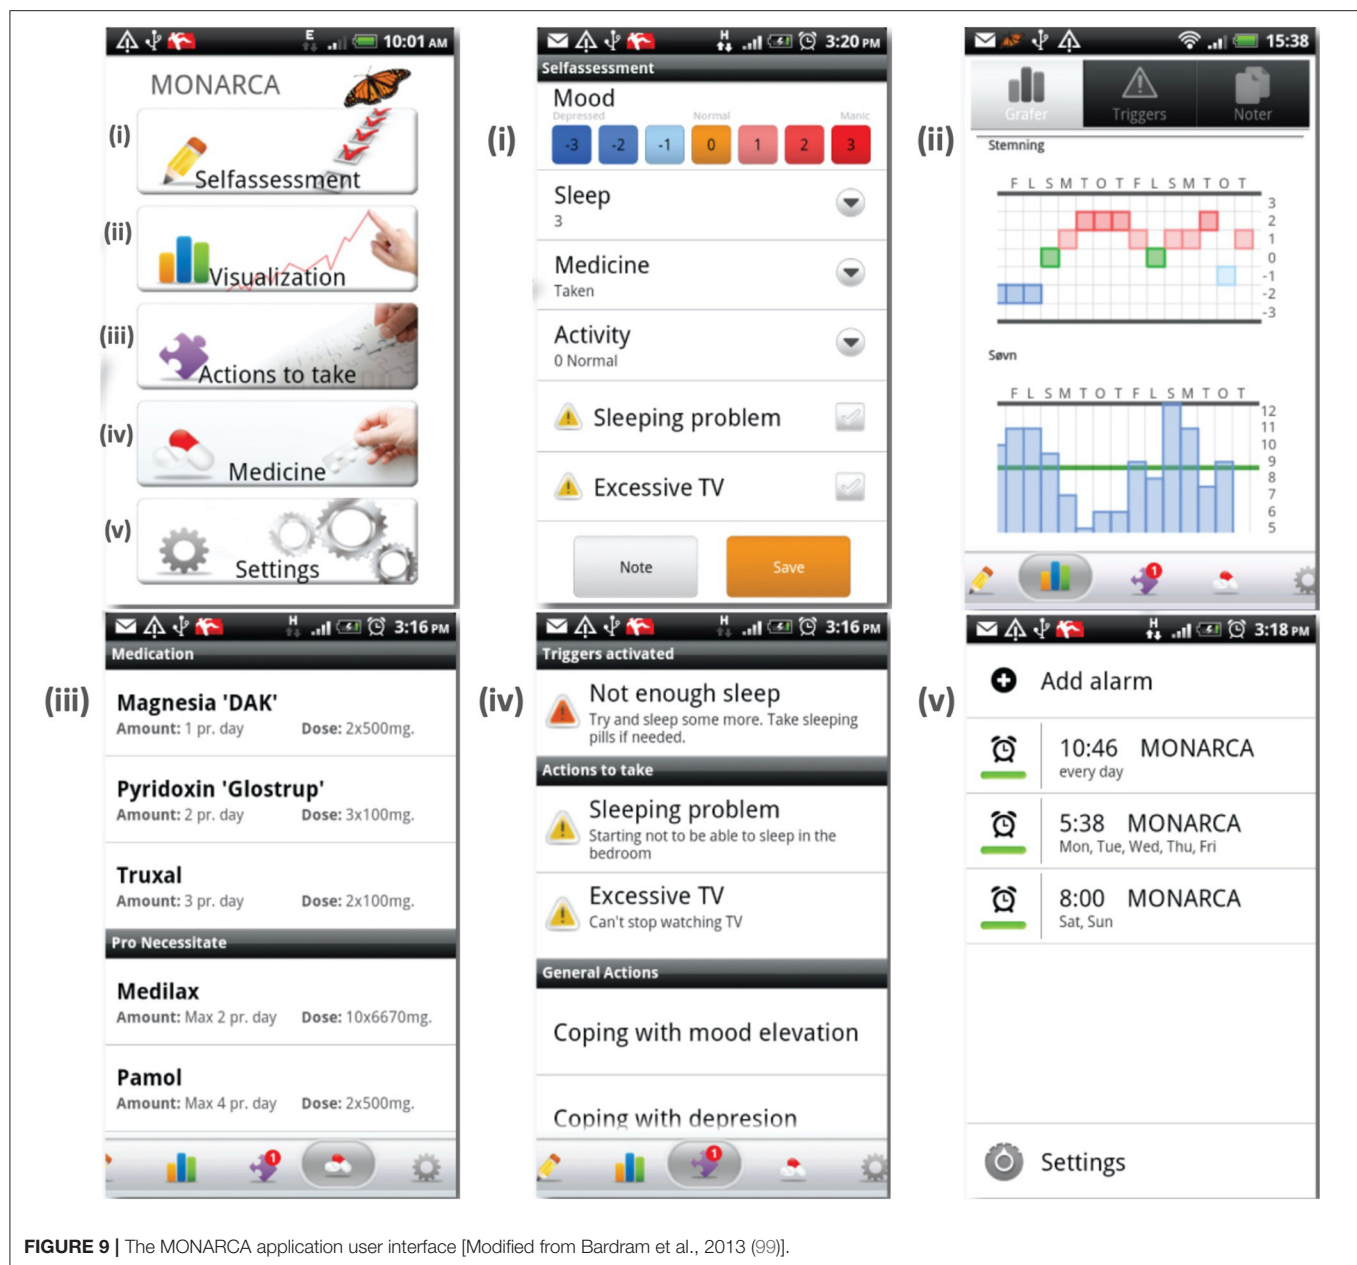 E 10:01 AM
MONARCA
(i)
Selfassessment
(ii)
Visualization
(iii)
Actions to take
(iv)
Medicine
(v)
Settings
H 3:20 PM
Selfassessment
(i)
Mood
Depressed Normal Manic
-3 -2 -1 0 1 2 3
Sleep
3
Medicine
Taken
Activity
0 Normal
Sleeping problem
Excessive TV
Note Save
15:38
(ii)
Grafer Triggers Noter
Stemning
F L S M T O T F L S M T O T
3
2
1
0
-1
-2
-3
Søvn
F L S M T O T F L S M T O T
12
11
10
9
8
7
6
5
1
H 3:16 PM
Medication
(iii)
Magnesia 'DAK'
Amount: 1 pr. day Dose: 2x500mg.
Pyridoxin 'Glostrup'
Amount: 2 pr. day Dose: 3x100mg.
Truxal
Amount: 3 pr. day Dose: 2x100mg.
Pro Necessitate
Medilax
Amount: Max 2 pr. day Dose: 10x6670mg.
Pamol
Amount: Max 4 pr. day Dose: 2x500mg.
1
H 3:16 PM
Triggers activated
(iv)
Not enough sleep
Try and sleep some more. Take sleeping
pills if needed.
Actions to take
Sleeping problem
Starting not to be able to sleep in the
bedroom
Excessive TV
Can't stop watching TV
General Actions
Coping with mood elevation
Coping with depresion
1
H 3:18 PM
(v)
Add alarm
10:46 MONARCA
every day
5:38 MONARCA
Mon, Tue, Wed, Thu, Fri
8:00 MONARCA
Sat, Sun
Settings
FIGURE 9 | The MONARCA application user interface [Modified from Bardram et al., 2013 (99)].